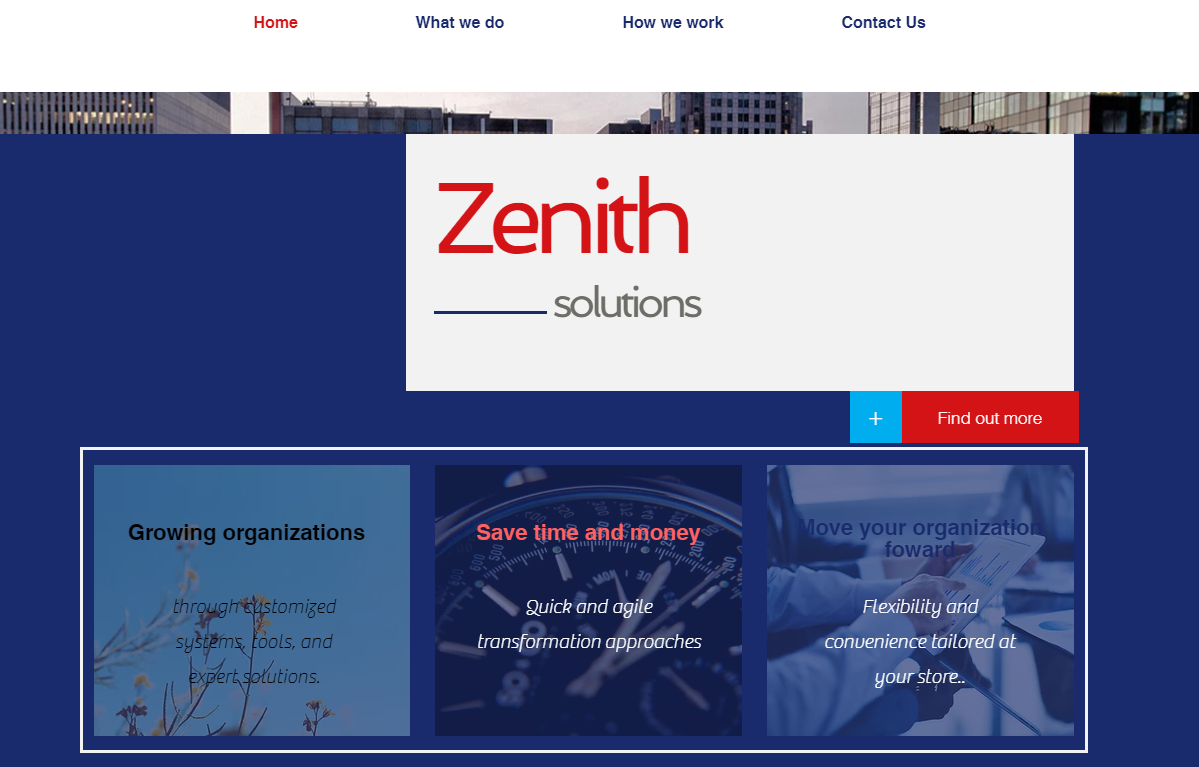 Home What we do How we work Contact Us
Zenith
solutions
+ Find out more
Growing organizations
through customized
systems, tools, and
expert solutions.
Save time and money
Quick and agile
transformation approaches
Move your organization
foward
Flexibility and
convenience tailored at
your store..